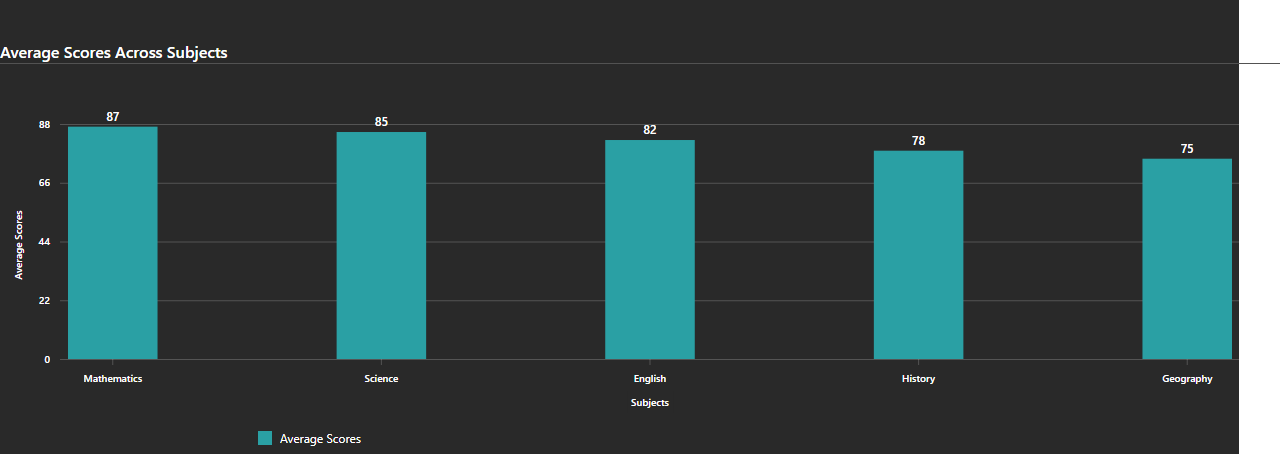 Average Scores Across Subjects
87
85
82
78
75
88
66
44
22
0
Average Scores
Mathematics Science English History Geography
Subjects
Average Scores